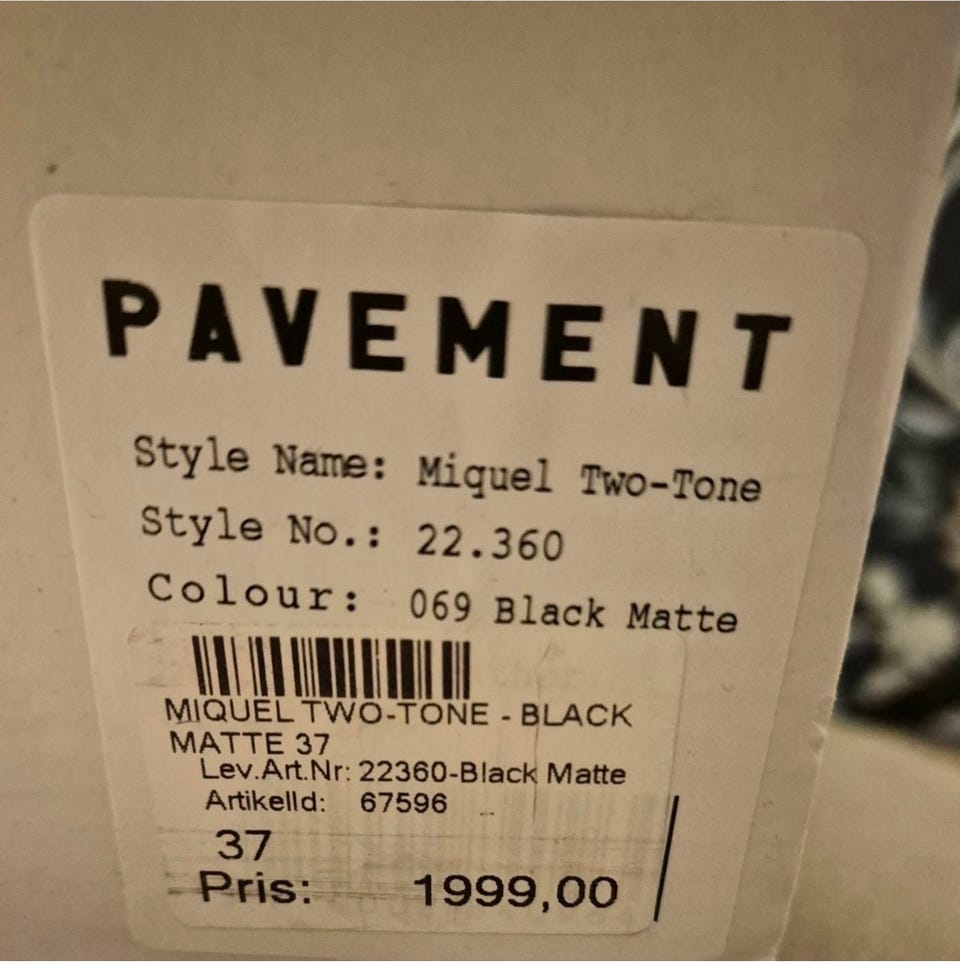 PAVEMENT
Style Name: Miquel Two-Tone
Style No.: 22.360
Colour: 069 Black Matte
MIQUEL TWO-TONE - BLACK
MATTE 37
Lev.Art.Nr: 22360-Black Matte
ArtikelId: 67596
37
Pris: 1999,00